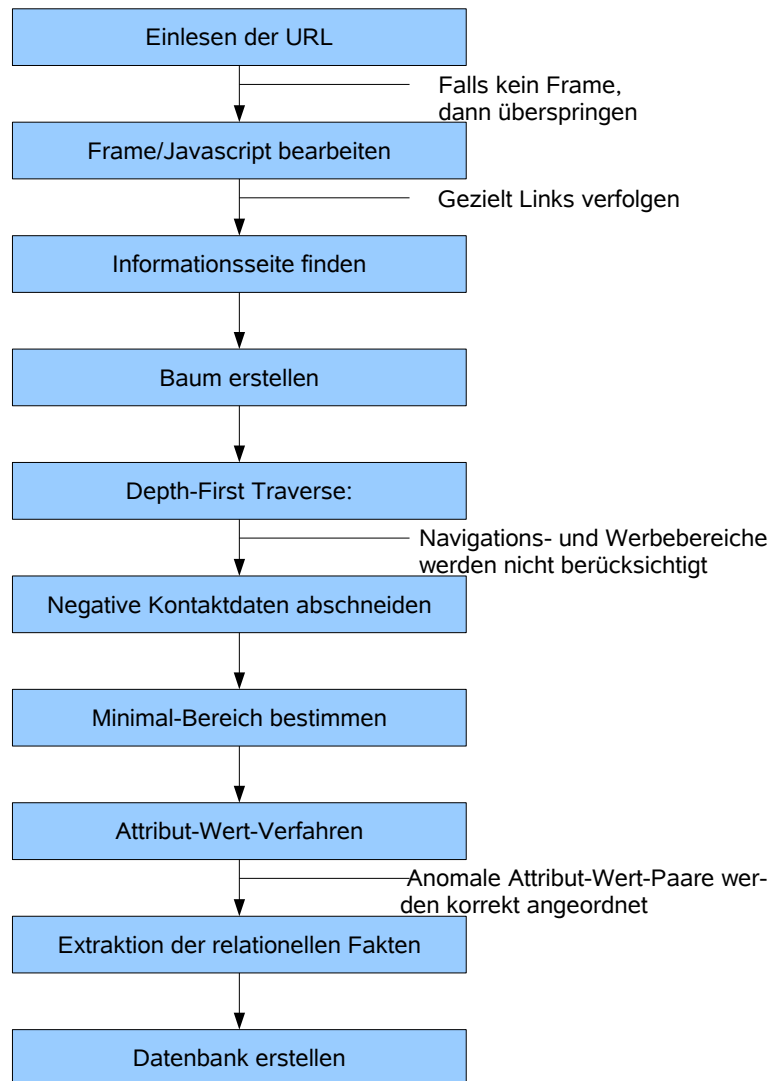 Einlesen der URL
Falls kein Frame,
dann überspringen
Frame/Javascript bearbeiten
Gezielt Links verfolgen
Informationsseite finden
Baum erstellen
Depth-First Traverse:
Navigations- und Werbebereiche
werden nicht berücksichtigt
Negative Kontaktdaten abschneiden
Minimal-Bereich bestimmen
Attribut-Wert-Verfahren
Anomale Attribut-Wert-Paare wer-
den korrekt angeordnet
Extraktion der relationellen Fakten
Datenbank erstellen